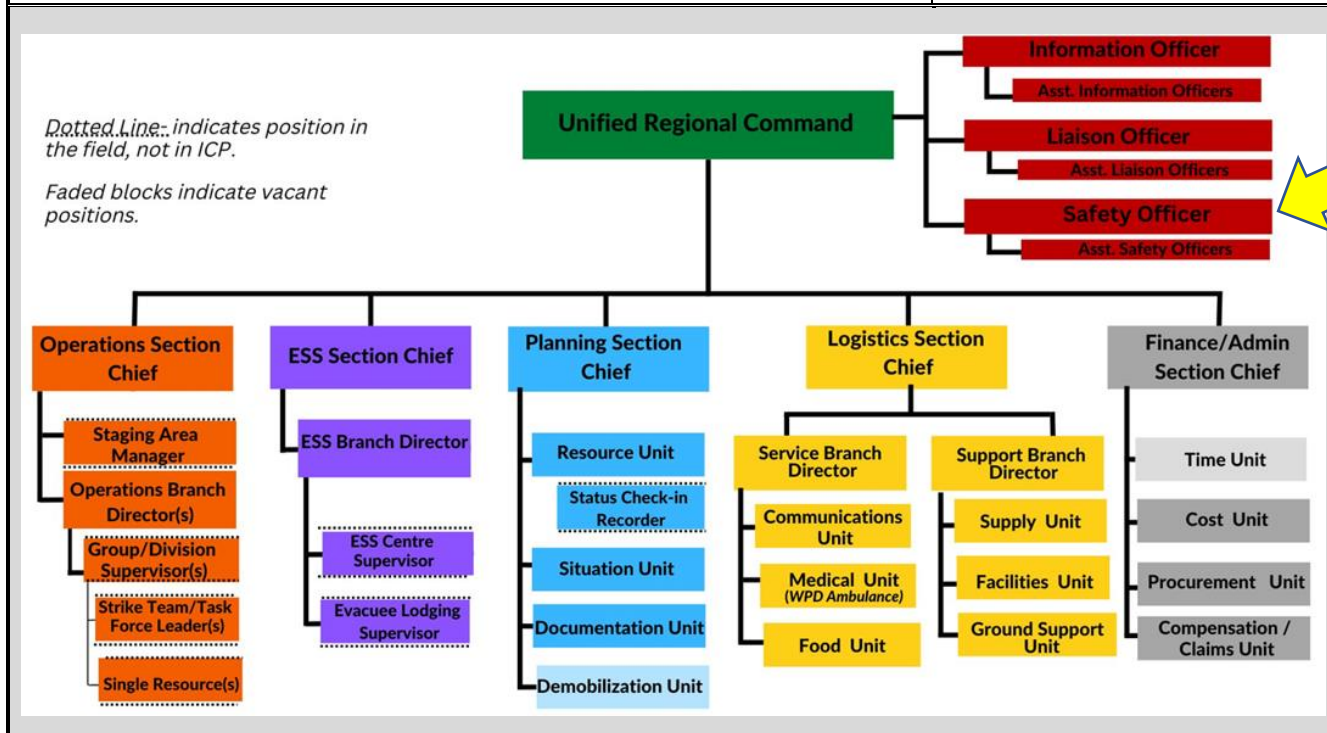 Dotted Line- indicates position in
the field, not in ICP.
Faded blocks indicate vacant
positions.
Unified Regional Command
Information Officer
Asst. Information Officers
Liaison Officer
Asst. Liaison Officers
Safety Officer
Asst. Safety Officers
Operations Section
Chief
Staging Area
Manager
Operations Branch
Director(s)
Group/Division
Supervisor(s)
Strike Team/Task
Force Leader(s)
Single Resource(s)
ESS Section Chief
ESS Branch Director
ESS Centre
Supervisor
Evacuee Lodging
Supervisor
Planning Section
Chief
Resource Unit
Status Check-in
Recorder
Situation Unit
Documentation Unit
Demobilization Unit
Logistics Section
Chief
Service Branch
Director
Communications
Unit
Medical Unit
(WPD Ambulance)
Food Unit
Support Branch
Director
Supply Unit
Facilities Unit
Ground Support
Unit
Finance/Admin
Section Chief
Time Unit
Cost Unit
Procurement Unit
Compensation /
Claims Unit